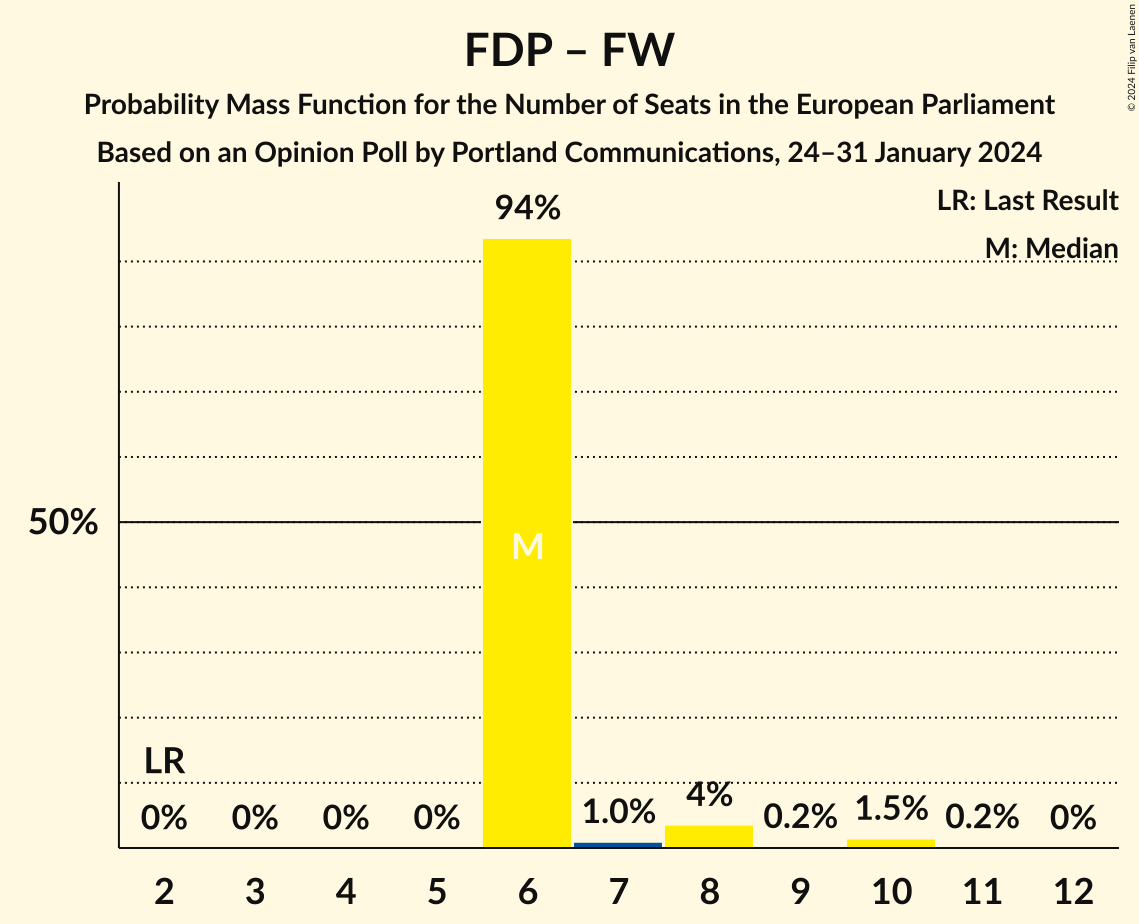 FDP – FW
Probability Mass Function for the Number of Seats in the European Parliament
Based on an Opinion Poll by Portland Communications, 24–31 January 2024
© 2024 Filip van Laenen
LR: Last Result
M: Median
94%
50%
M
LR
0% 0% 0% 0% 1.0% 4% 0.2% 1.5% 0.2% 0%
2 3 4 5 6 7 8 9 10 11 12